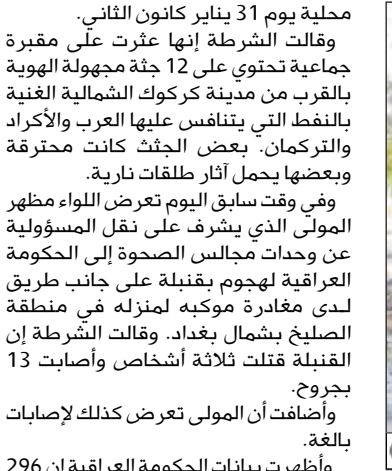 محلية يوم 31 يناير كانون الثاني.
وقالت الشرطة إنها عثرت على مقبرة
جماعية تحتوي على 12 جثة مجهولة الهوية
بالقرب من مدينة كركوك الشمالية الغنية
بالنفط التي يتنافس عليها العرب والأكراد
والتركمان. بعض الجثث كانت محترقة
وبعضها يحمل آثار طلقات نارية.
وفي وقت سابق اليوم تعرض اللواء مظهر
المولى الذي يشرف على نقل المسؤولية
عن وحدات مجالس الصحوة إلى الحكومة
العراقية لهجوم بقنبلة على جانب طريق
لـدى مغادرة موكبه لمنزله في منطقة
الصليخ بشمال بغداد. وقالت الشرطة إن
القنبلة قتلت ثلاثة أشخاص وأصابت 13
بجروح.
وأضافت أن المولى تعرض كذلك لإصابات
بالغة.
وأظهرت بيانات الحكومة العراقية إن 296